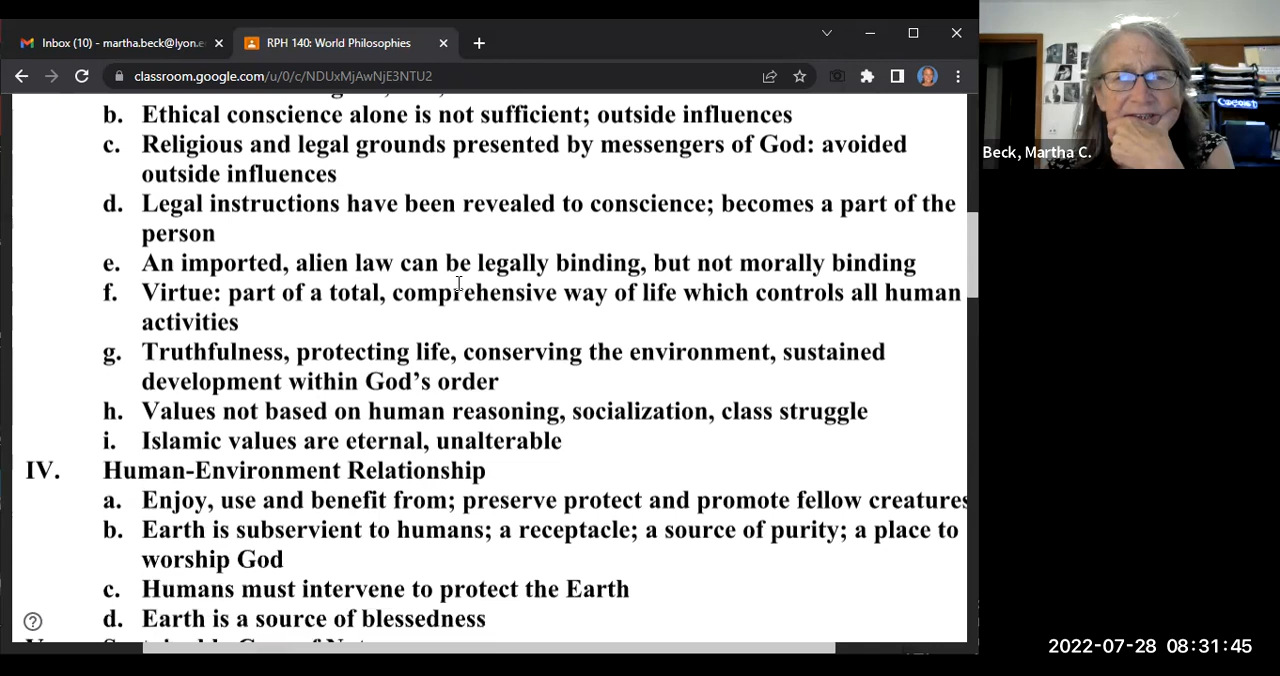 Inbox (10) - martha.beck@lyon.e
RPH 140: World Philosophies
classroom.google.com/u/0/c/NDUxMjAwNjE3NTU2
b. Ethical conscience alone is not sufficient; outside influences
c. Religious and legal grounds presented by messengers of God: avoided
outside influences
d. Legal instructions have been revealed to conscience; becomes a part of the
person
e. An imported, alien law can be legally binding, but not morally binding
f. Virtue: part of a total, comprehensive way of life which controls all human
activities
g. Truthfulness, protecting life, conserving the environment, sustained
development within God's order
h. Values not based on human reasoning, socialization, class struggle
i. Islamic values are eternal, unalterable
IV. Human-Environment Relationship
a. Enjoy, use and benefit from; preserve protect and promote fellow creatures
b. Earth is subservient to humans; a receptacle; a source of purity; a place to
worship God
c. Humans must intervene to protect the Earth
d. Earth is a source of blessedness
Beck, Martha C.
2022-07-28 08:31:45